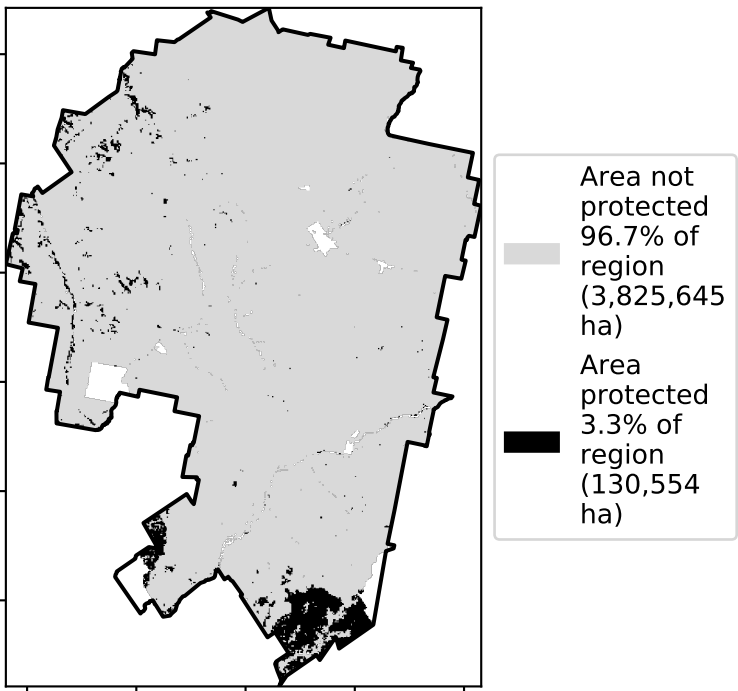 Area not
protected
96.7% of
region
(3,825,645
ha)
Area
protected
3.3% of
region
(130,554
ha)